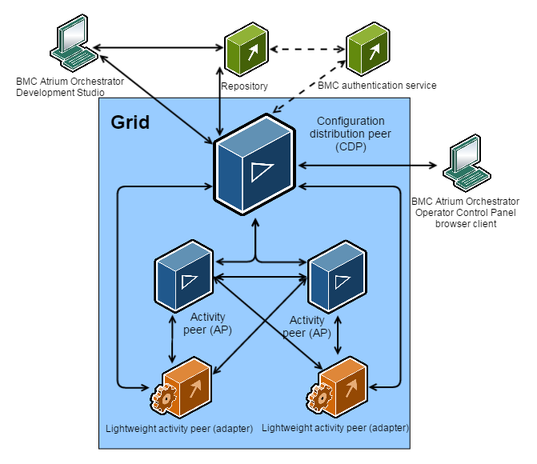 BMC Atrium Orchestrator
Development Studio
Repository
BMC authentication service
Grid
Configuration
distribution peer
(CDP)
BMC Atrium Orchestrator
Operator Control Panel
browser client
Activity
peer (AP)
Activity
peer (AP)
Lightweight activity peer (adapter)
Lightweight activity peer (adapter)